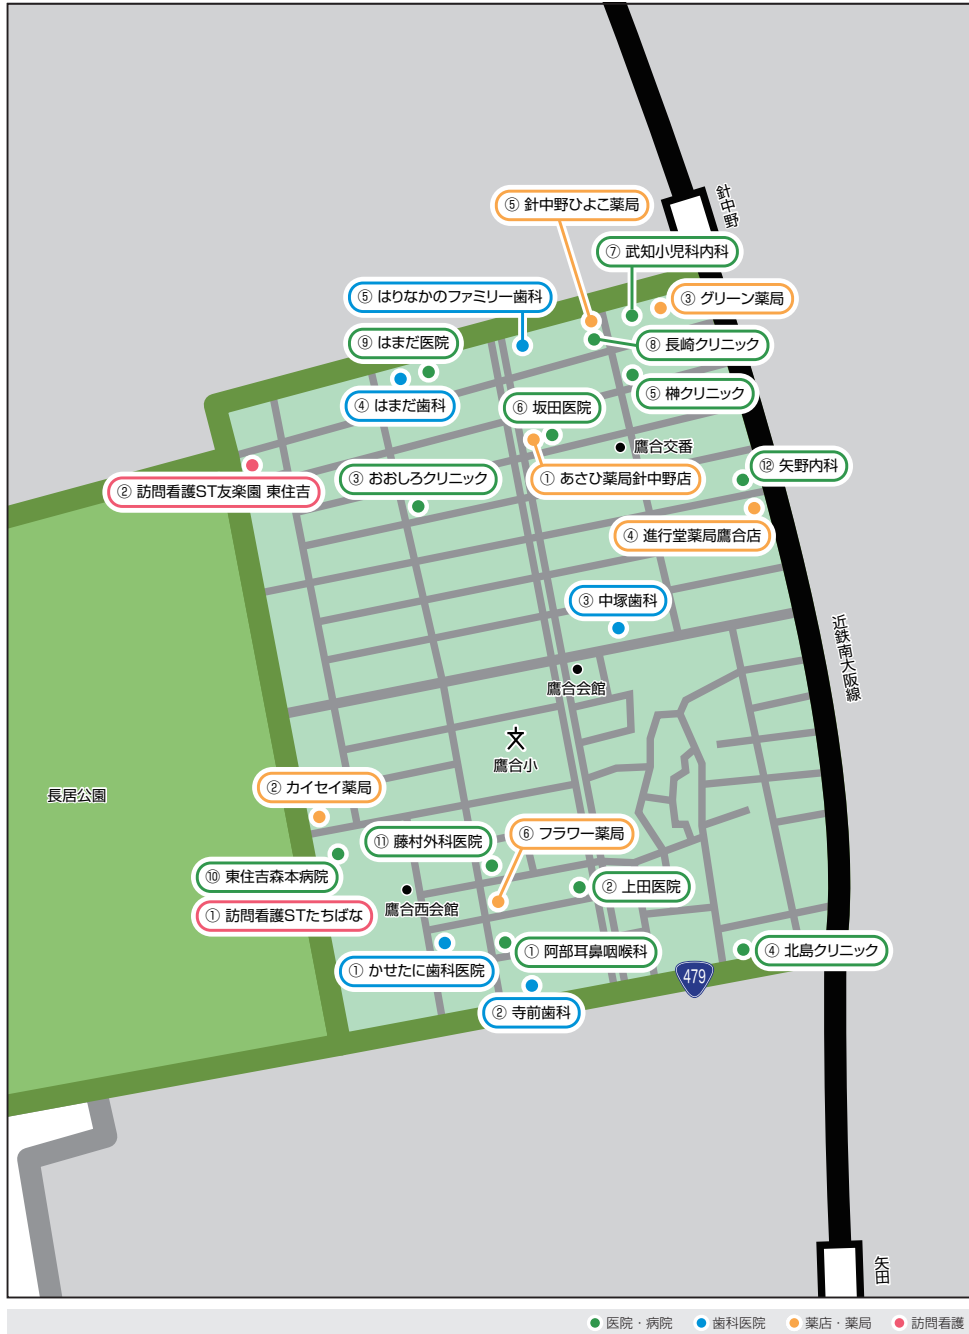 針中野
⑤ 針中野ひよこ薬局
⑦ 武知小児科内科
⑤ はりなかのファミリー歯科
③ グリーン薬局
⑨ はまだ医院
⑧ 長崎クリニック
⑤ 榊クリニック
④ はまだ歯科
⑥ 坂田医院
鷹合交番
⑫ 矢野内科
② 訪問看護ST友楽園 東住吉
③ おおしろクリニック
① あさひ薬局針中野店
④ 進行堂薬局鷹合店
③ 中塚歯科
近鉄南大阪線
鷹合会館
鷹合小
長居公園
② カイセイ薬局
⑪ 藤村外科医院
⑥ フラワー薬局
⑩ 東住吉森本病院
② 上田医院
① 訪問看護STたちばな
鷹合西会館
① 阿部耳鼻咽喉科
④ 北島クリニック
① かせたに歯科医院
479
② 寺前歯科
矢田
医院・病院
歯科医院
薬店・薬局
訪問看護